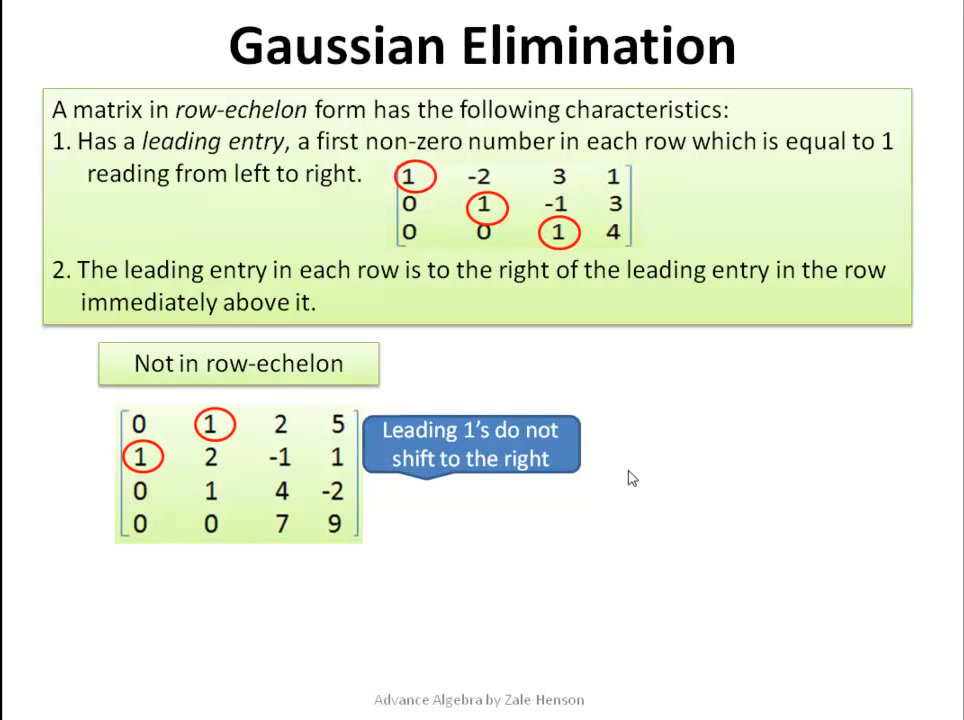 Gaussian Elimination
A matrix in row-echelon form has the following characteristics:
1. Has a leading entry, a first non-zero number in each row which is equal to 1
reading from left to right.
1 -2 3 1
0 1 -1 3
0 0 1 4
2. The leading entry in each row is to the right of the leading entry in the row
immediately above it.
Not in row-echelon
0 1 2 5
1 2 -1 1
0 1 4 -2
0 0 7 9
Leading 1's do not
shift to the right
Advance Algebra by Zale Henson